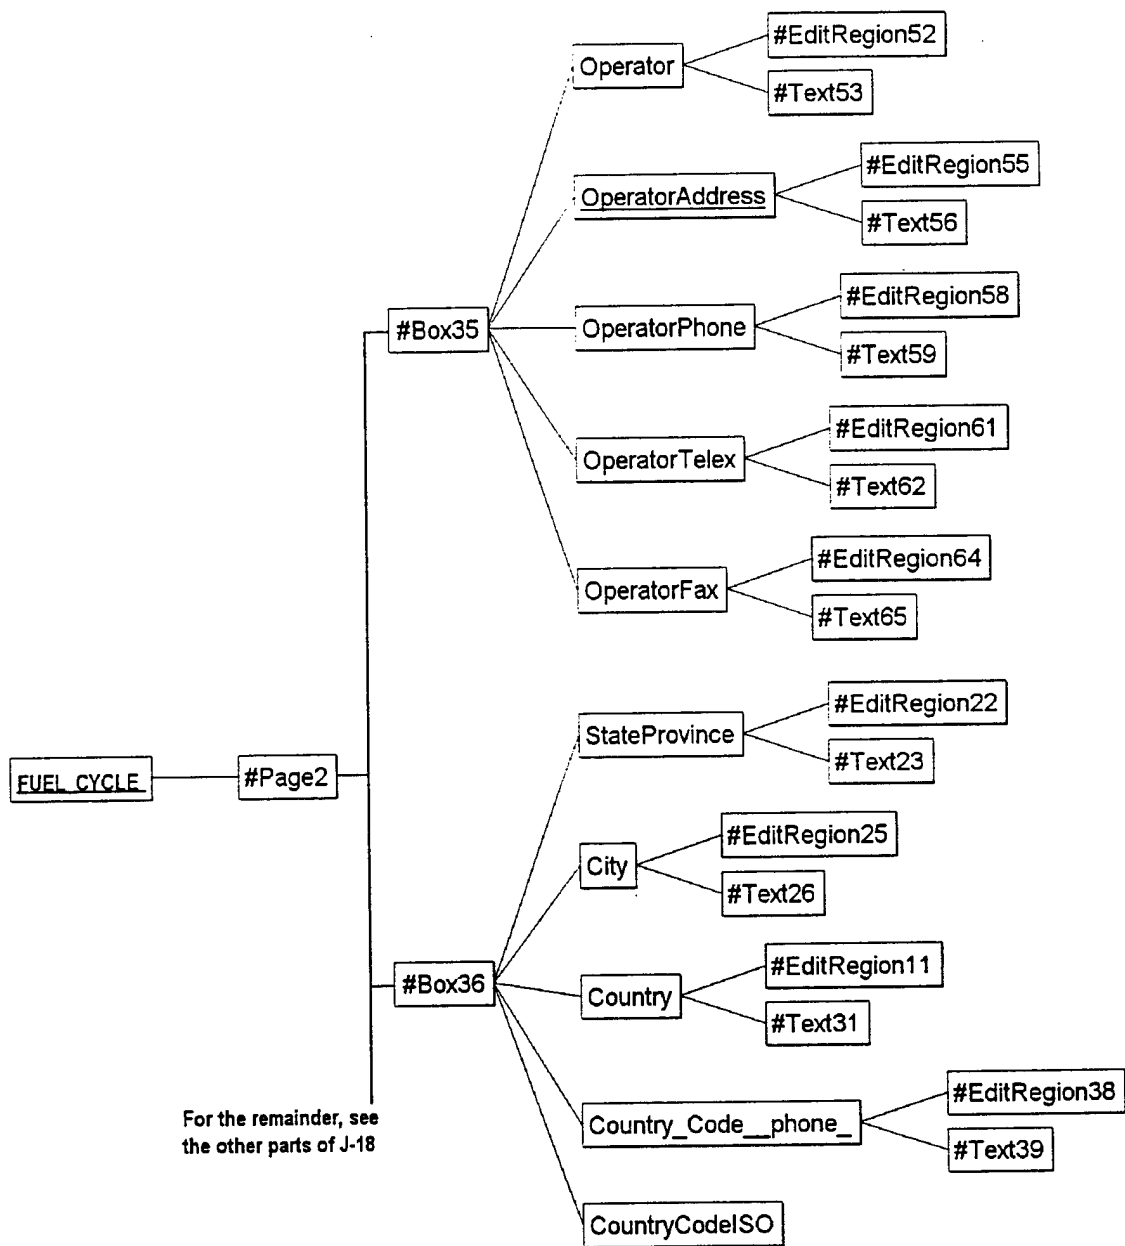 #EditRegion52
Operator
#Text53
#EditRegion55
OperatorAddress
#Text56
#EditRegion58
#Box35
OperatorPhone
#Text59
#EditRegion61
OperatorTelex
#Text62
#EditRegion64
OperatorFax
#Text65
#EditRegion22
StateProvince
#Text23
FUEL_CYCLE_
#Page2
#EditRegion25
City
#Text26
#EditRegion11
#Box36
Country
#Text31
#EditRegion38
For the remainder, see
the other parts of J-18
Country_Code__phone_
#Text39
CountryCodeISO